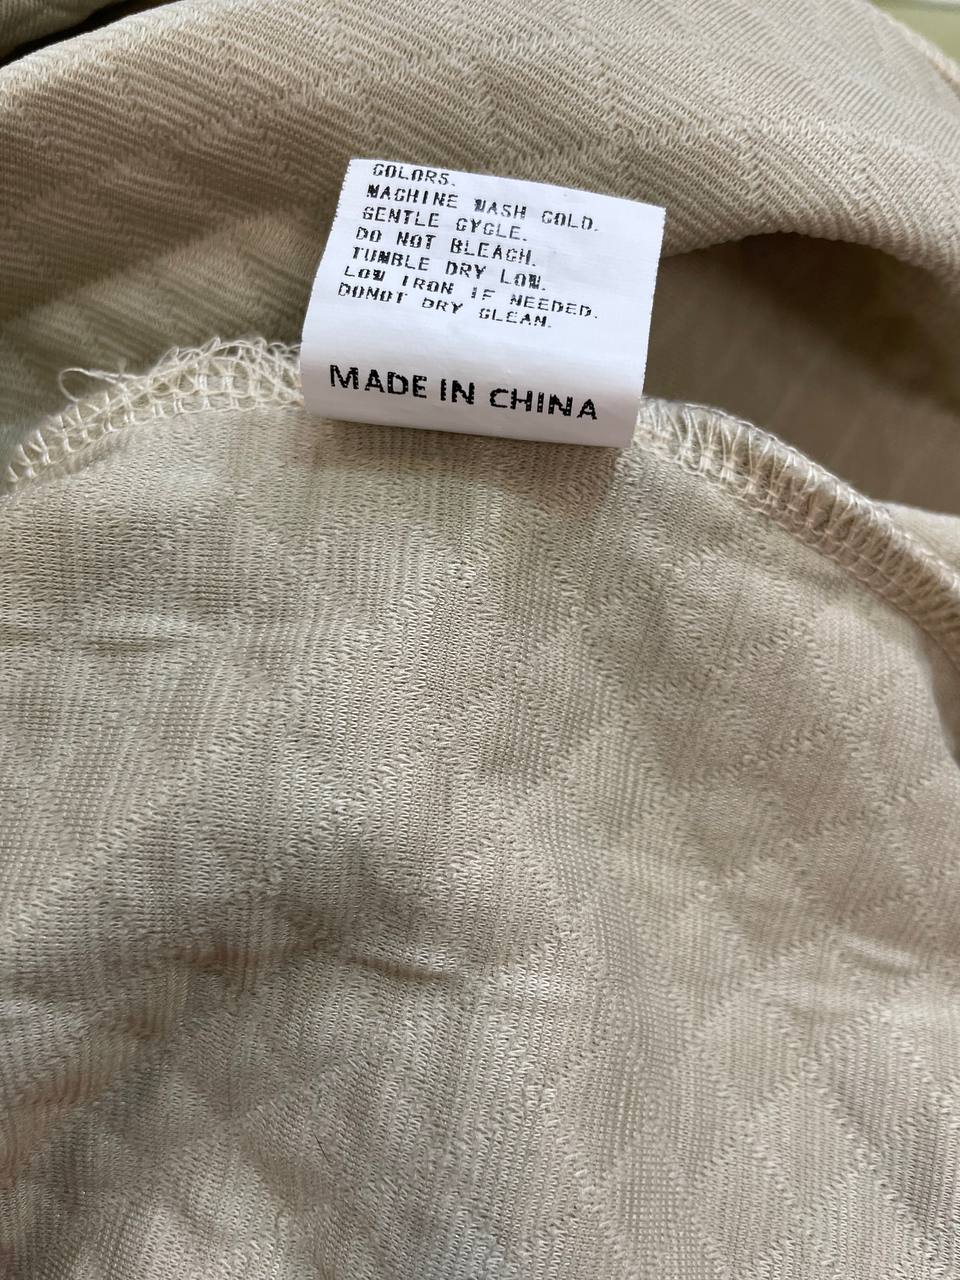 COLORS.
MACHINE WASH COLD.
GENTLE CYCLE.
DO NOT BLEACH.
TUMBLE DRY LOW.
LOW IRON IF NEEDED.
DONOT DRY CLEAN.
MADE IN CHINA